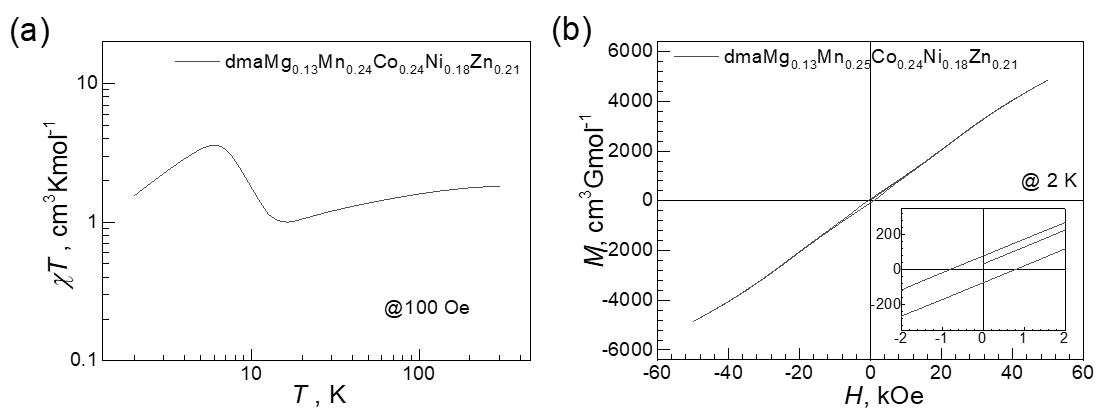 (a)
dmaMg0.13Mn0.24Co0.24Ni0.18Zn0.21
10
1
0.1
χT , cm3Kmol-1
@100 Oe
10
100
T , K
(b)
dmaMg0.13Mn0.25Co0.24Ni0.18Zn0.21
6000
4000
2000
0
-2000
-4000
-6000
M, cm3Gmol-1
@ 2 K
200
0
-200
-2
-1
0
1
2
-60
-40
-20
0
20
40
60
H, kOe